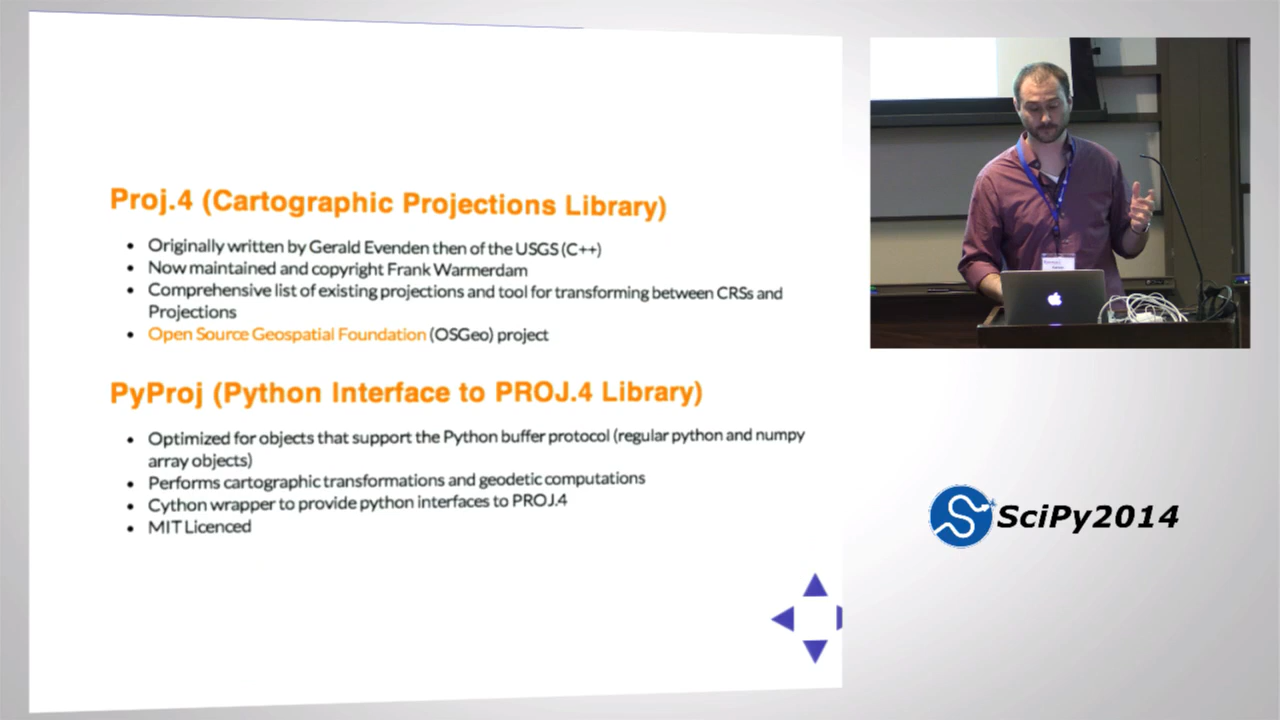 Proj.4 (Cartographic Projections Library)
Originally written by Gerald Evenden then of the USGS (C++)
Now maintained and copyright Frank Warmerdam
Comprehensive list of existing projections and tool for transforming between CRSs and
Projections
Open Source Geospatial Foundation (OSGeo) project
PyProj (Python Interface to PROJ.4 Library)
Optimized for objects that support the Python buffer protocol (regular python and numpy
array objects)
Performs cartographic transformations and geodetic computations
Cython wrapper to provide python interfaces to PROJ.4
MIT Licenced
SciPy2014